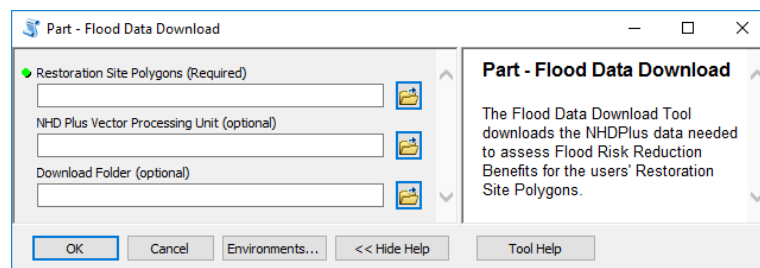 Part - Flood Data Download
Restoration Site Polygons (Required)
NHD Plus Vector Processing Unit (optional)
Download Folder (optional)
Part - Flood Data Download
The Flood Data Download Tool
downloads the NHDPlus data needed
to assess Flood Risk Reduction
Benefits for the users' Restoration
Site Polygons.
OK
Cancel
Environments...
<< Hide Help
Tool Help